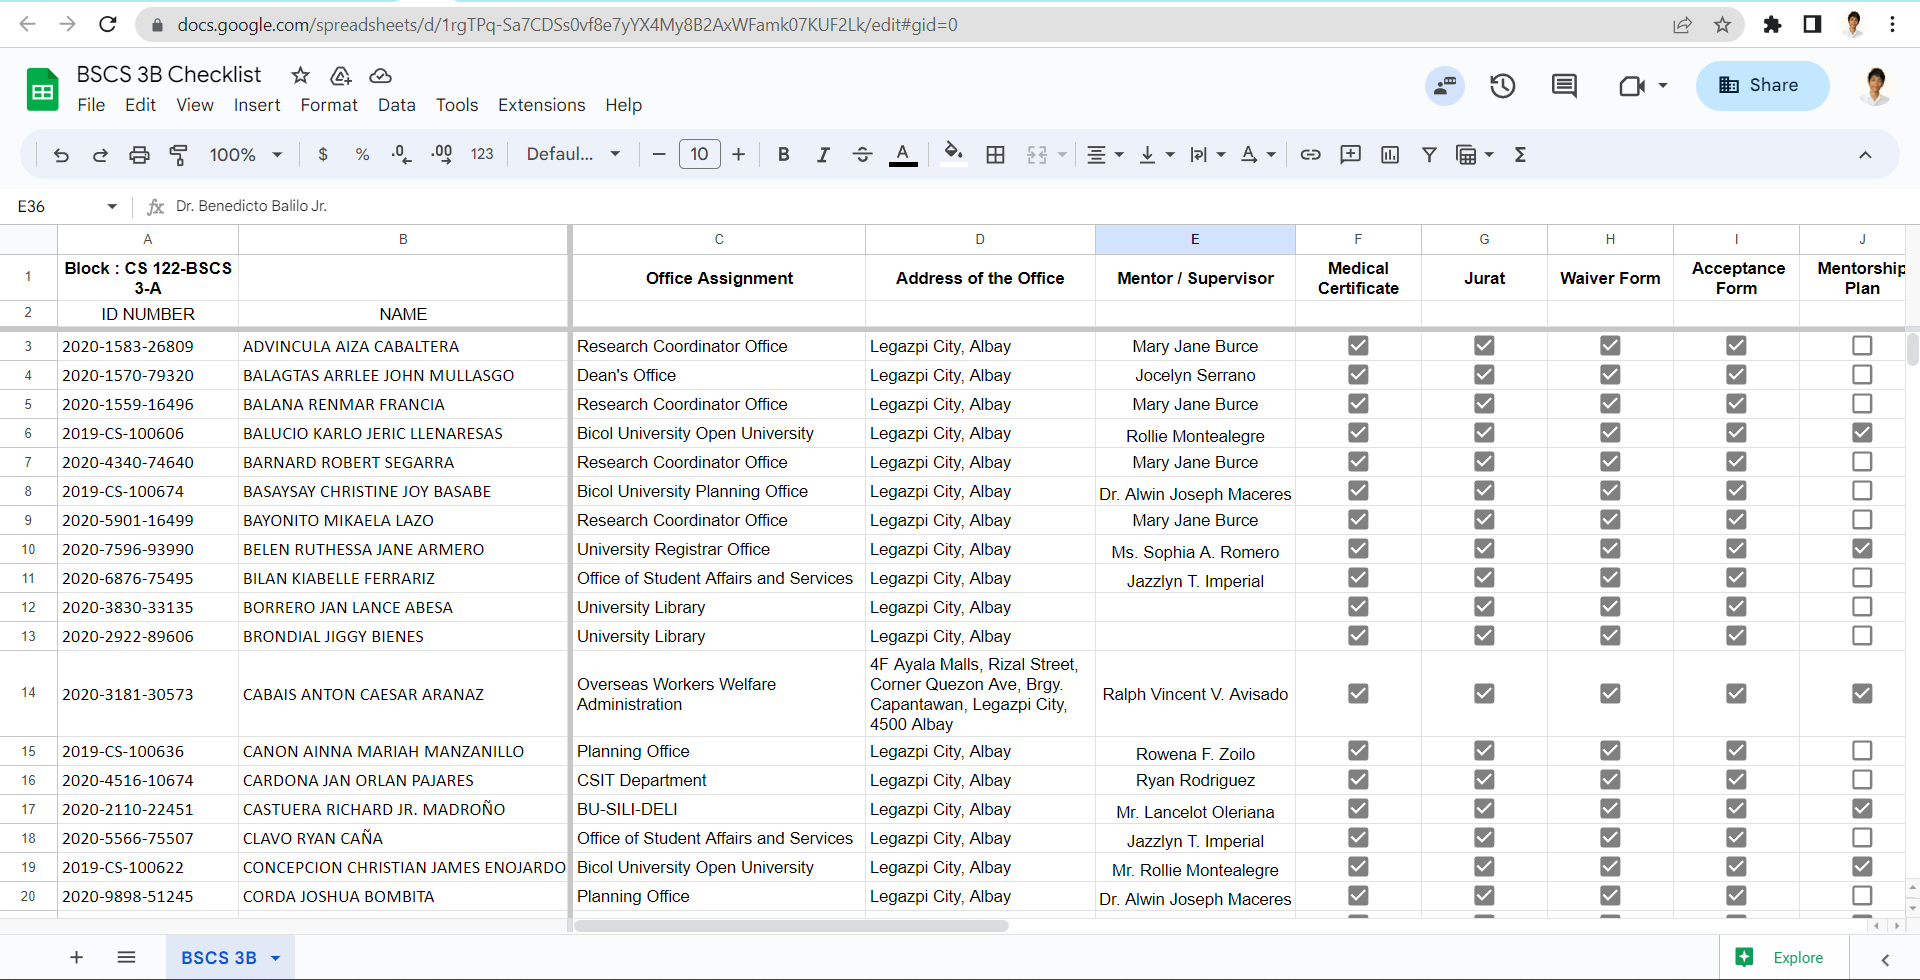 docs.google.com/spreadsheets/d/1rgTPq-Sa7CDSs0vf8e7yYX4My8B2AxWFamk07KUF2Lk/edit#gid=0
BSCS 3B Checklist
File Edit View Insert Format Data Tools Extensions Help
Share
100% $ % .0 .00 123 Defaul... − 10 + B I S A Σ
E36 fx Dr. Benedicto Balilo Jr.
A B C D E F G H I J
1 Block : CS 122-BSCS 3-A Office Assignment Address of the Office Mentor / Supervisor Medical Certificate Jurat Waiver Form Acceptance Form Mentorship Plan
2 ID NUMBER NAME
3 2020-1583-26809 ADVINCULA AIZA CABALTERA Research Coordinator Office Legazpi City, Albay Mary Jane Burce
4 2020-1570-79320 BALAGTAS ARRLEE JOHN MULLASGO Dean's Office Legazpi City, Albay Jocelyn Serrano
5 2020-1559-16496 BALANA RENMAR FRANCIA Research Coordinator Office Legazpi City, Albay Mary Jane Burce
6 2019-CS-100606 BALUCIO KARLO JERIC LLENARESAS Bicol University Open University Legazpi City, Albay Rollie Montealegre
7 2020-4340-74640 BARNARD ROBERT SEGARRA Research Coordinator Office Legazpi City, Albay Mary Jane Burce
8 2019-CS-100674 BASAYSAY CHRISTINE JOY BASABE Bicol University Planning Office Legazpi City, Albay Dr. Alwin Joseph Maceres
9 2020-5901-16499 BAYONITO MIKAELA LAZO Research Coordinator Office Legazpi City, Albay Mary Jane Burce
10 2020-7596-93990 BELEN RUTHESSA JANE ARMERO University Registrar Office Legazpi City, Albay Ms. Sophia A. Romero
11 2020-6876-75495 BILAN KIABELLE FERRARIZ Office of Student Affairs and Services Legazpi City, Albay Jazzlyn T. Imperial
12 2020-3830-33135 BORRERO JAN LANCE ABESA University Library Legazpi City, Albay
13 2020-2922-89606 BRONDIAL JIGGY BIENES University Library Legazpi City, Albay
14 2020-3181-30573 CABAIS ANTON CAESAR ARANAZ Overseas Workers Welfare Administration 4F Ayala Malls, Rizal Street, Corner Quezon Ave, Brgy. Capantawan, Legazpi City, 4500 Albay Ralph Vincent V. Avisado
15 2019-CS-100636 CANON AINNA MARIAH MANZANILLO Planning Office Legazpi City, Albay Rowena F. Zoilo
16 2020-4516-10674 CARDONA JAN ORLAN PAJARES CSIT Department Legazpi City, Albay Ryan Rodriguez
17 2020-2110-22451 CASTUERA RICHARD JR. MADROÑO BU-SILI-DELI Legazpi City, Albay Mr. Lancelot Oleriana
18 2020-5566-75507 CLAVO RYAN CAÑA Office of Student Affairs and Services Legazpi City, Albay Jazzlyn T. Imperial
19 2019-CS-100622 CONCEPCION CHRISTIAN JAMES ENOJARDO Bicol University Open University Legazpi City, Albay Mr. Rollie Montealegre
20 2020-9898-51245 CORDA JOSHUA BOMBITA Planning Office Legazpi City, Albay Dr. Alwin Joseph Maceres
BSCS 3B
Explore